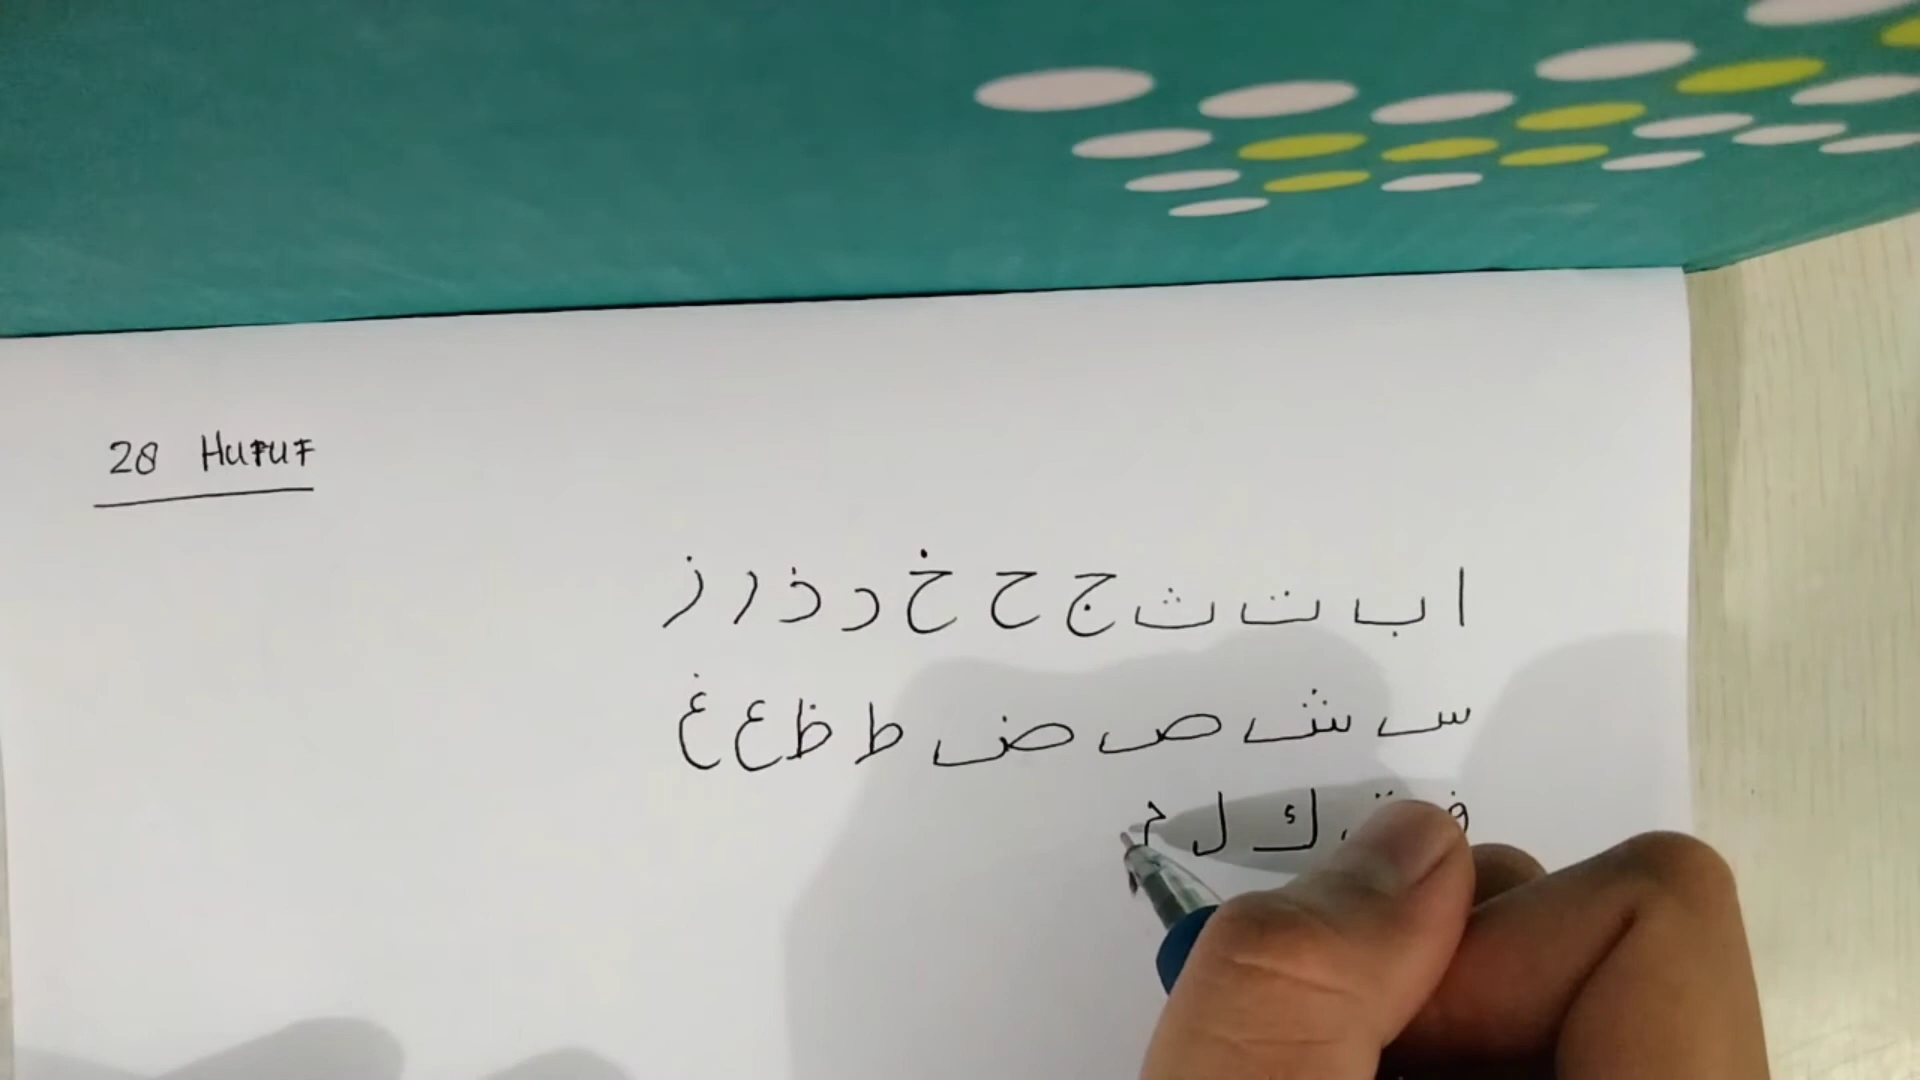 28 Huruf
ا ب ت ث ج ح خ د ذ ر ز
س ش ص ض ط ظ ع غ
ف ك ل م